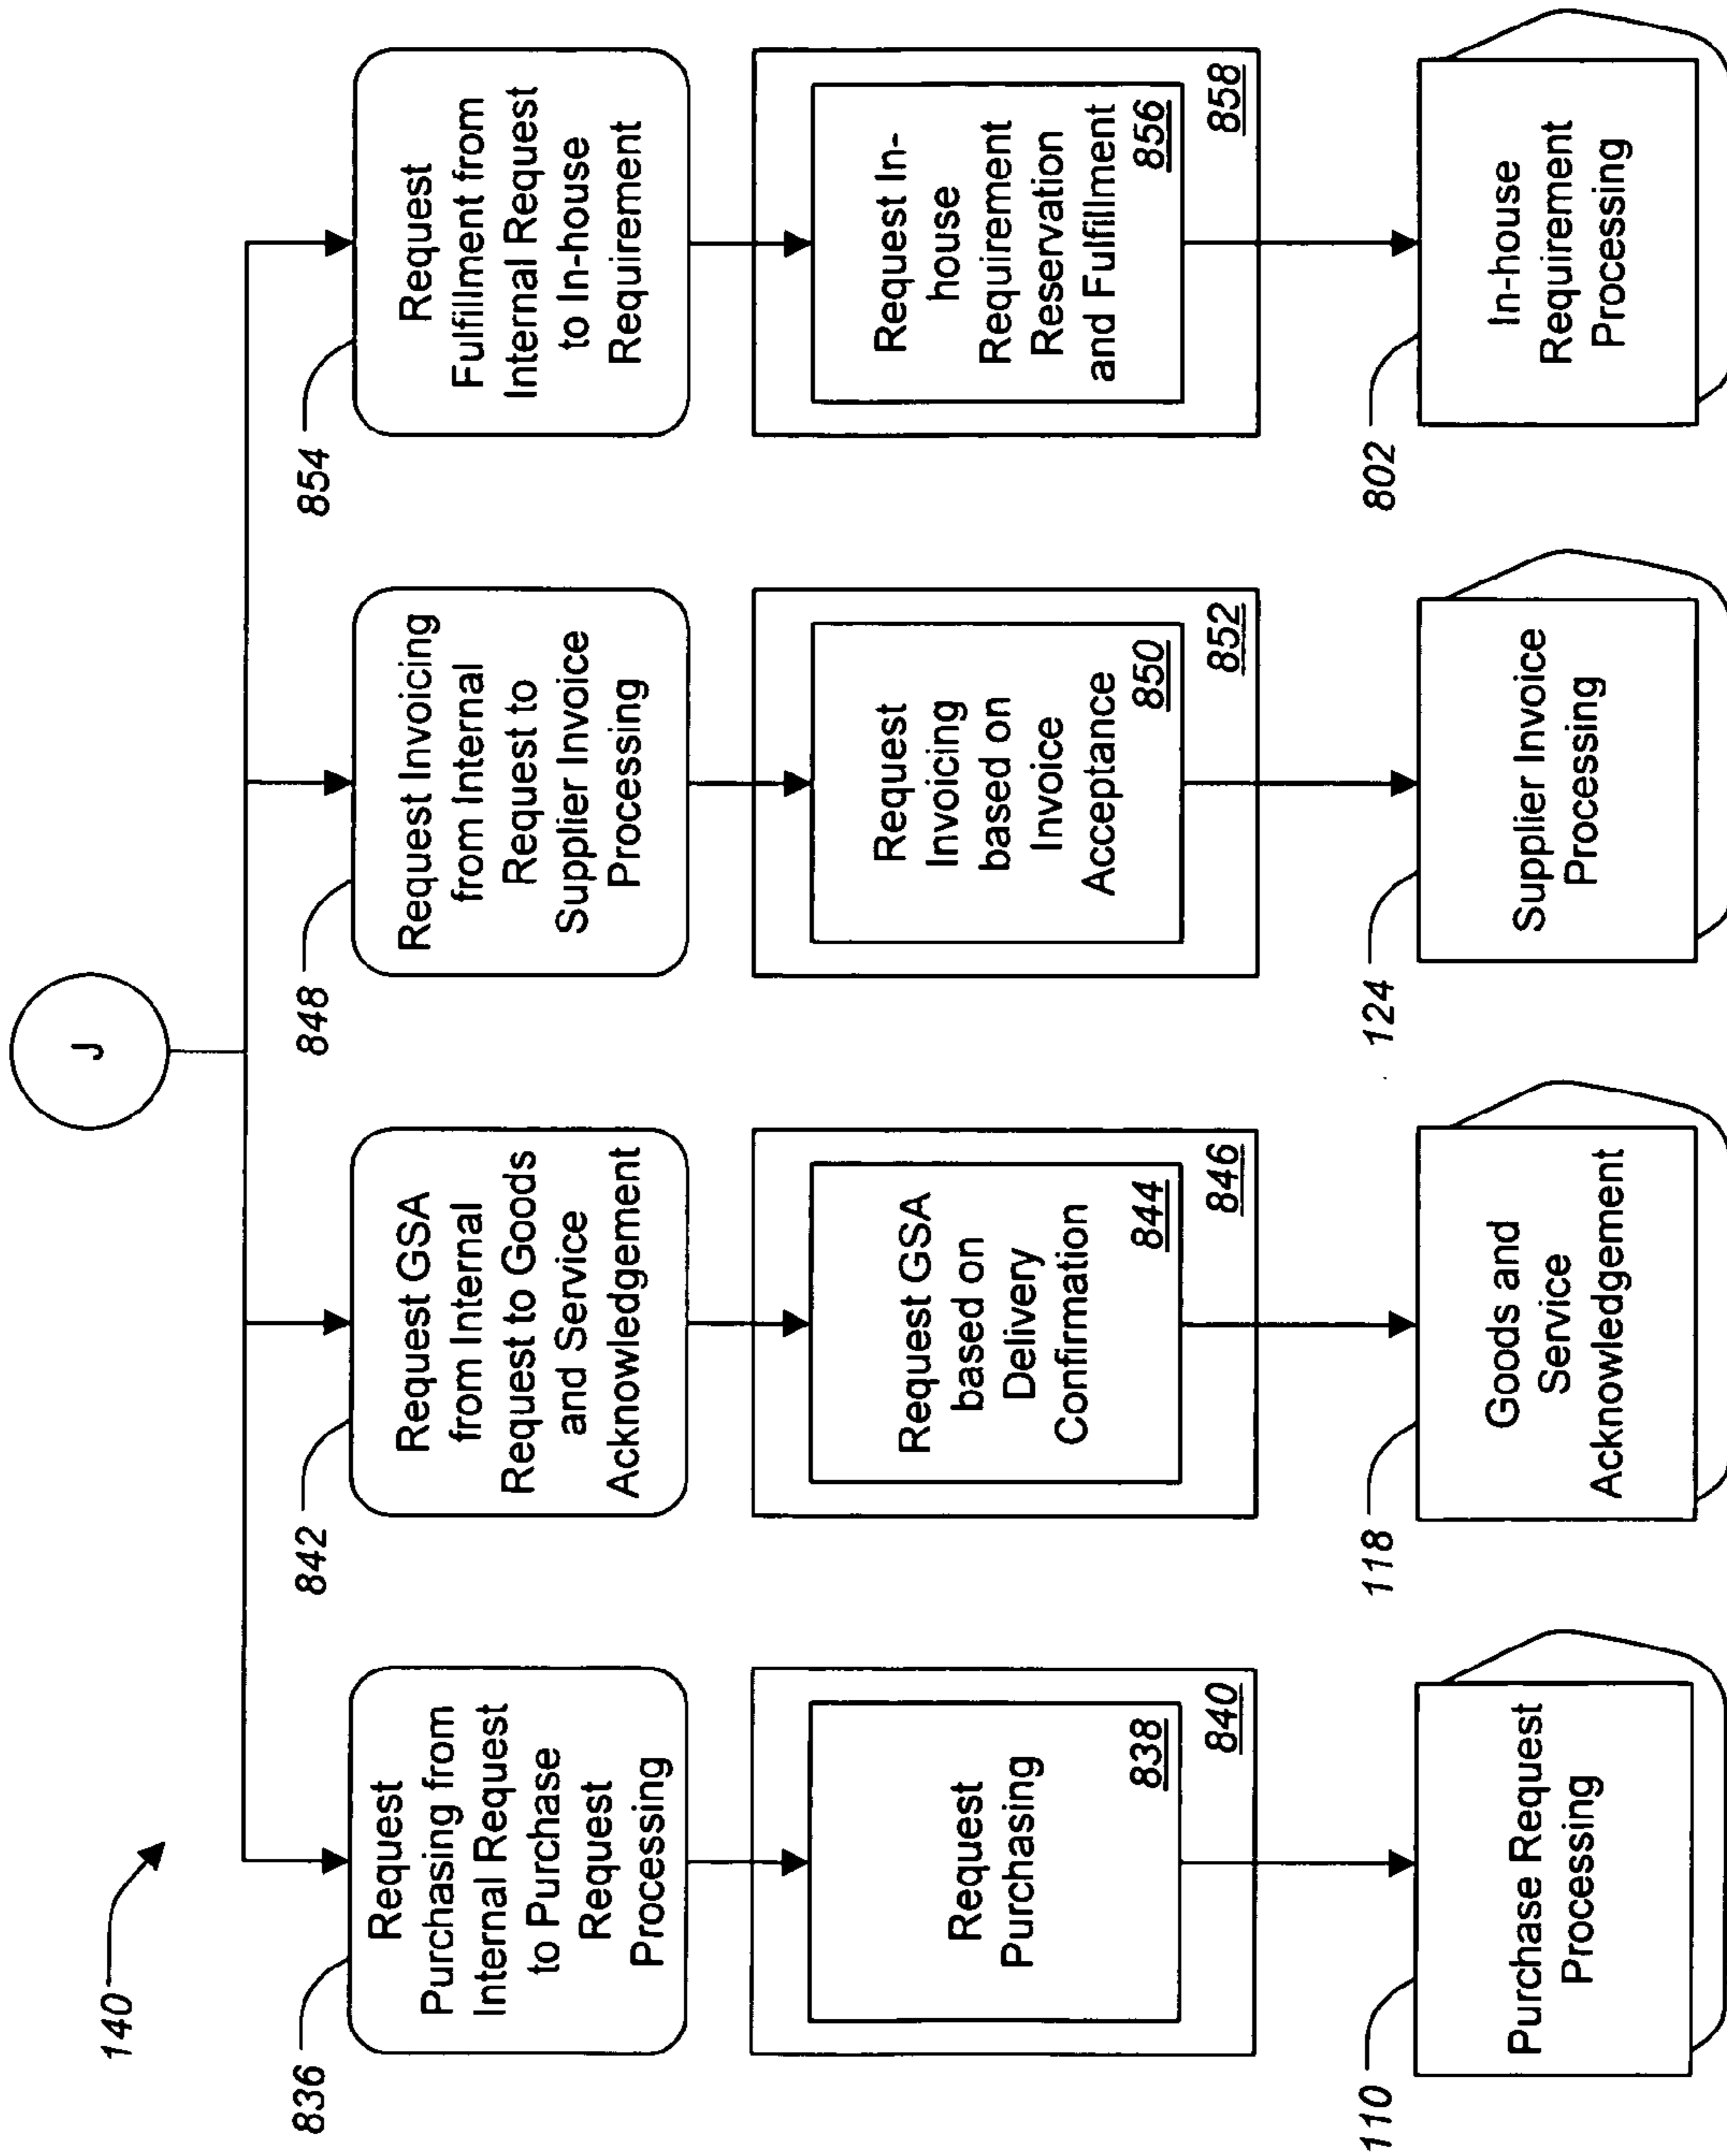 J
140
836
Request
Purchasing from
Internal Request
to Purchase
Request
Processing
842
Request GSA
from Internal
Request to Goods
and Service
Acknowledgement
848
Request Invoicing
from Internal
Request to
Supplier Invoice
Processing
854
Request
Fulfillment from
Internal Request
to In-house
Requirement
Request
Purchasing
838
840
Request GSA
based on
Delivery
Confirmation
844
846
Request
Invoicing
based on
Invoice
Acceptance
850
852
Request In-
house
Requirement
Reservation
and Fulfillment
856
858
110
Purchase Request
Processing
118
Goods and
Service
Acknowledgement
124
Supplier Invoice
Processing
802
In-house
Requirement
Processing